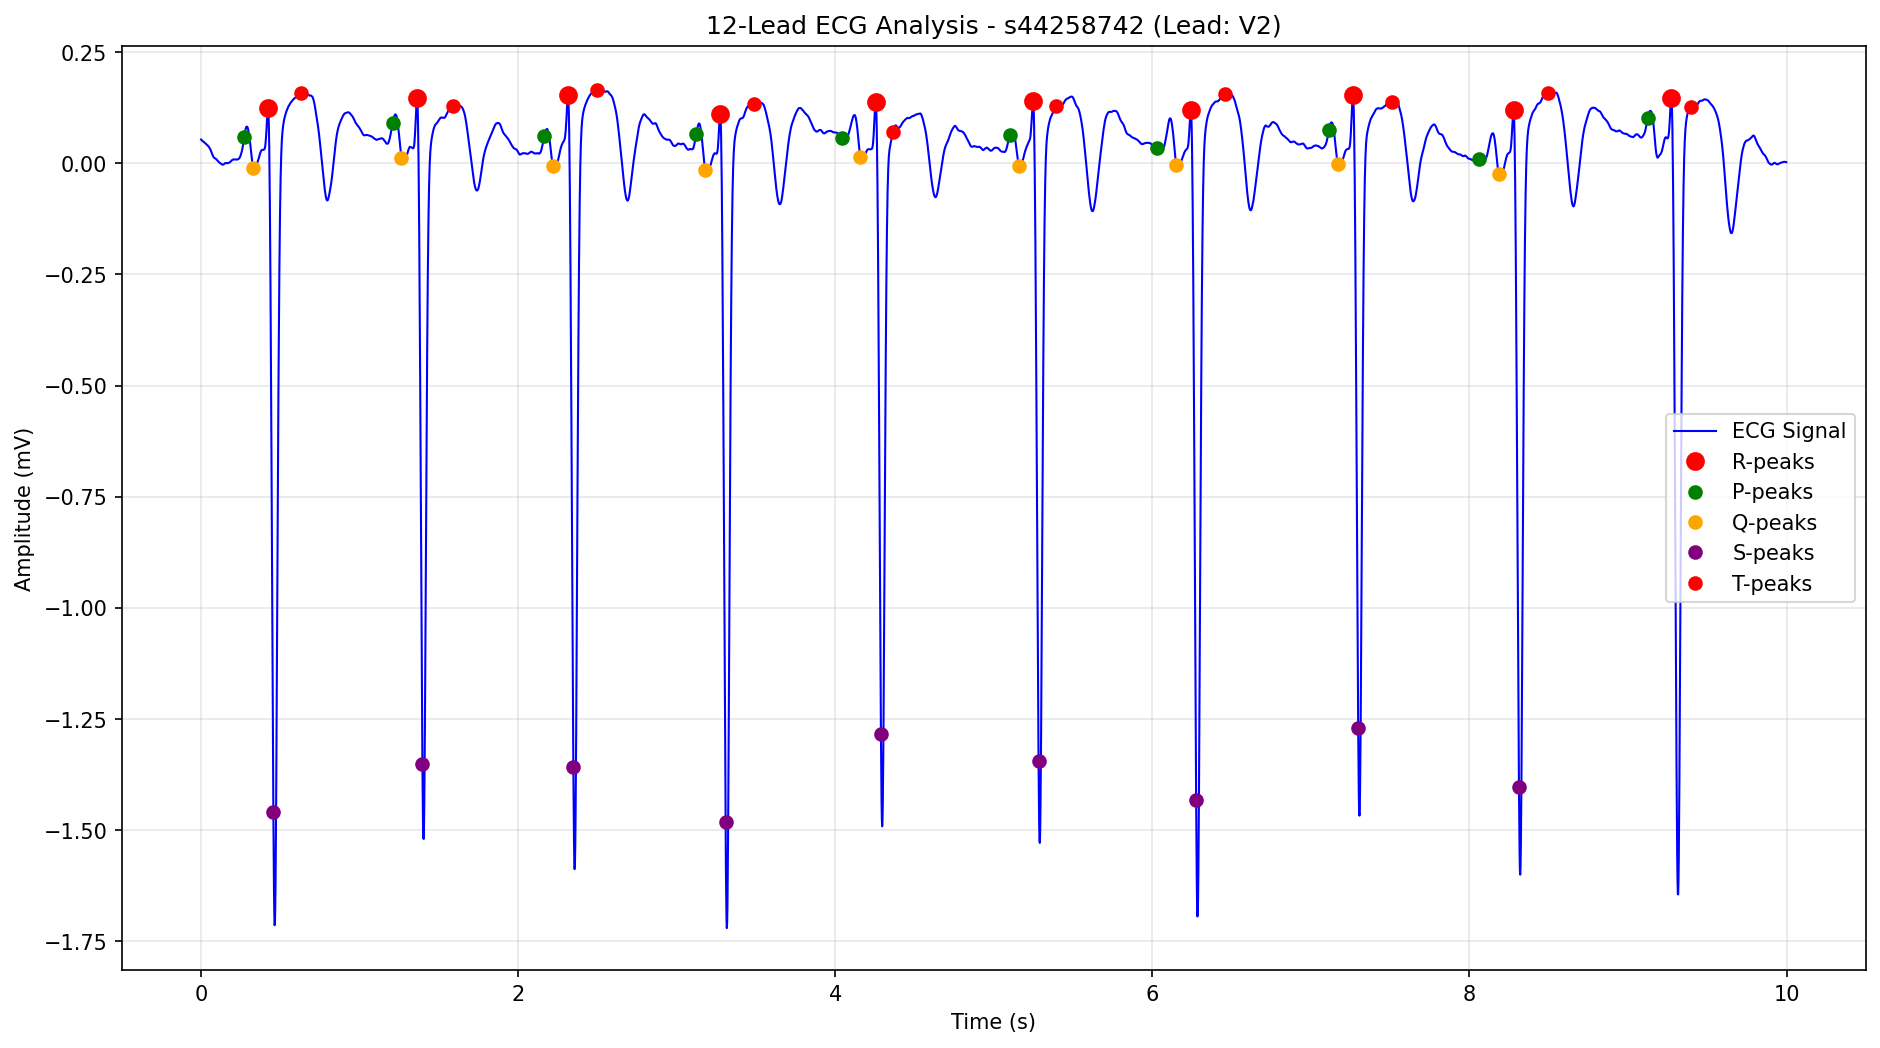 12-Lead ECG Analysis - s44258742 (Lead: V2)
0.25
0.00
−0.25
−0.50
−0.75
−1.00
−1.25
−1.50
−1.75
Amplitude (mV)
ECG Signal
R-peaks
P-peaks
Q-peaks
S-peaks
T-peaks
0 2 4 6 8 10
Time (s)